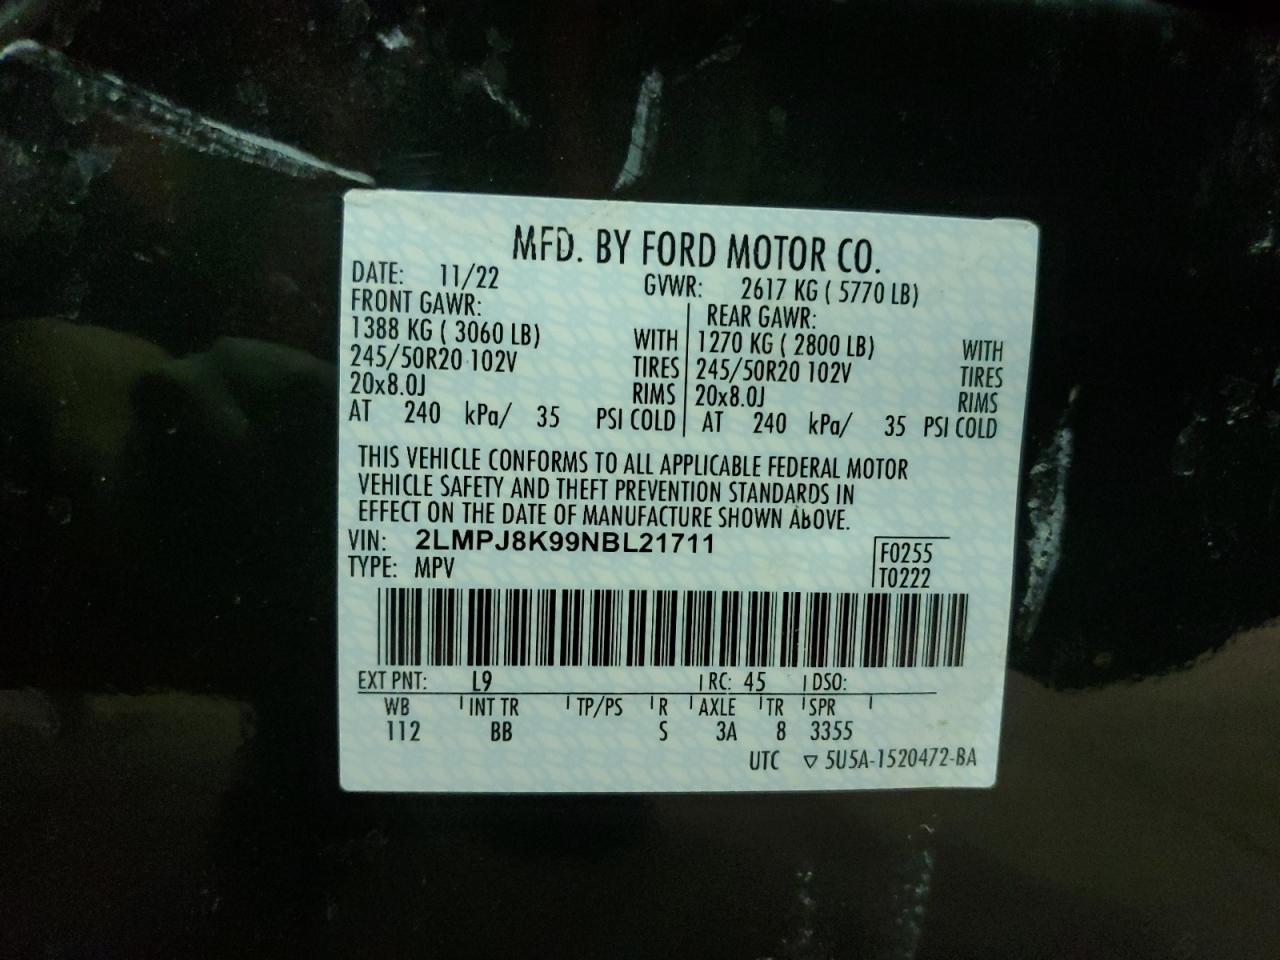 MFD. BY FORD MOTOR CO.
DATE: 11/22 GVWR: 2617 KG ( 5770 LB)
FRONT GAWR: REAR GAWR:
1388 KG ( 3060 LB) WITH 1270 KG ( 2800 LB) WITH
245/50R20 102V TIRES 245/50R20 102V TIRES
20x8.0J RIMS 20x8.0J RIMS
AT 240 kPa/ 35 PSI COLD AT 240 kPa/ 35 PSI COLD
THIS VEHICLE CONFORMS TO ALL APPLICABLE FEDERAL MOTOR
VEHICLE SAFETY AND THEFT PREVENTION STANDARDS IN
EFFECT ON THE DATE OF MANUFACTURE SHOWN ABOVE.
VIN: 2LMPJ8K99NBL21711 F0255
TYPE: MPV T0222
EXT PNT: L9 RC: 45 DSO:
WB INT TR TP/PS R AXLE TR SPR
112 BB S 3A 8 3355
UTC ▽ 5U5A-1520472-BA